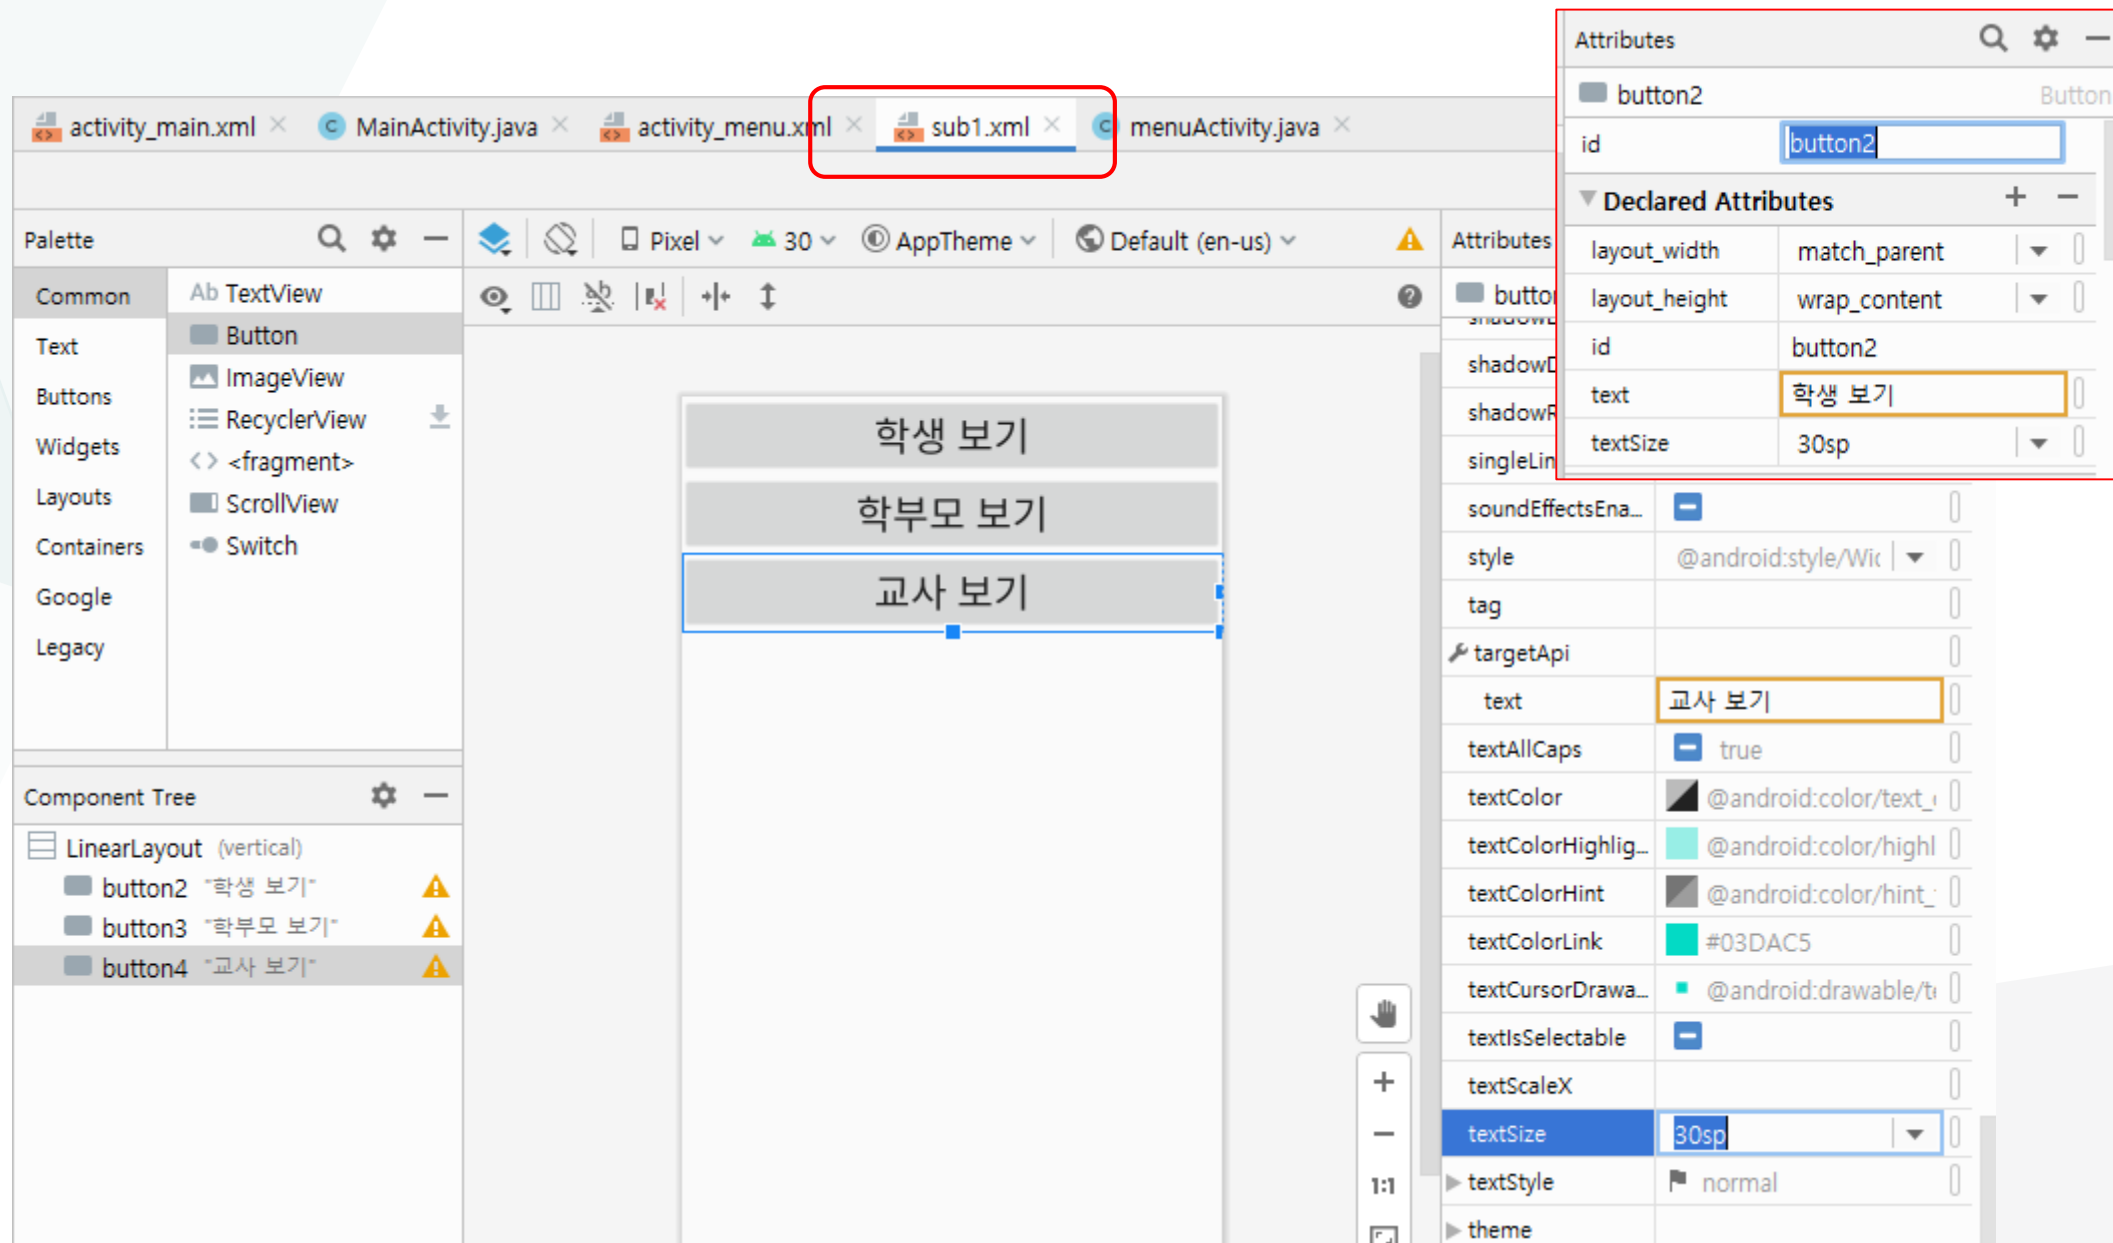 activity_main.xml
MainActivity.java
activity_menu.xml
sub1.xml
menuActivity.java
Palette
Common
Text
Buttons
Widgets
Layouts
Containers
Google
Legacy
Ab TextView
Button
ImageView
RecyclerView
<> <fragment>
ScrollView
Switch
Component Tree
LinearLayout (vertical)
button2 "학생 보기"
button3 "학부모 보기"
button4 "교사 보기"
Pixel
30
AppTheme
Default (en-us)
학생 보기
학부모 보기
교사 보기
1:1
Attributes
soundEffectsEna...
style @android:style/Wic
tag
targetApi
text 교사 보기
textAllCaps true
textColor @android:color/text_
textColorHighlig... @android:color/highl
textColorHint @android:color/hint_
textColorLink #03DAC5
textCursorDrawa... @android:drawable/te
textIsSelectable
textScaleX
textSize 30sp
textStyle normal
theme
Attributes
button2 Button
id button2
Declared Attributes
layout_width match_parent
layout_height wrap_content
id button2
text 학생 보기
textSize 30sp